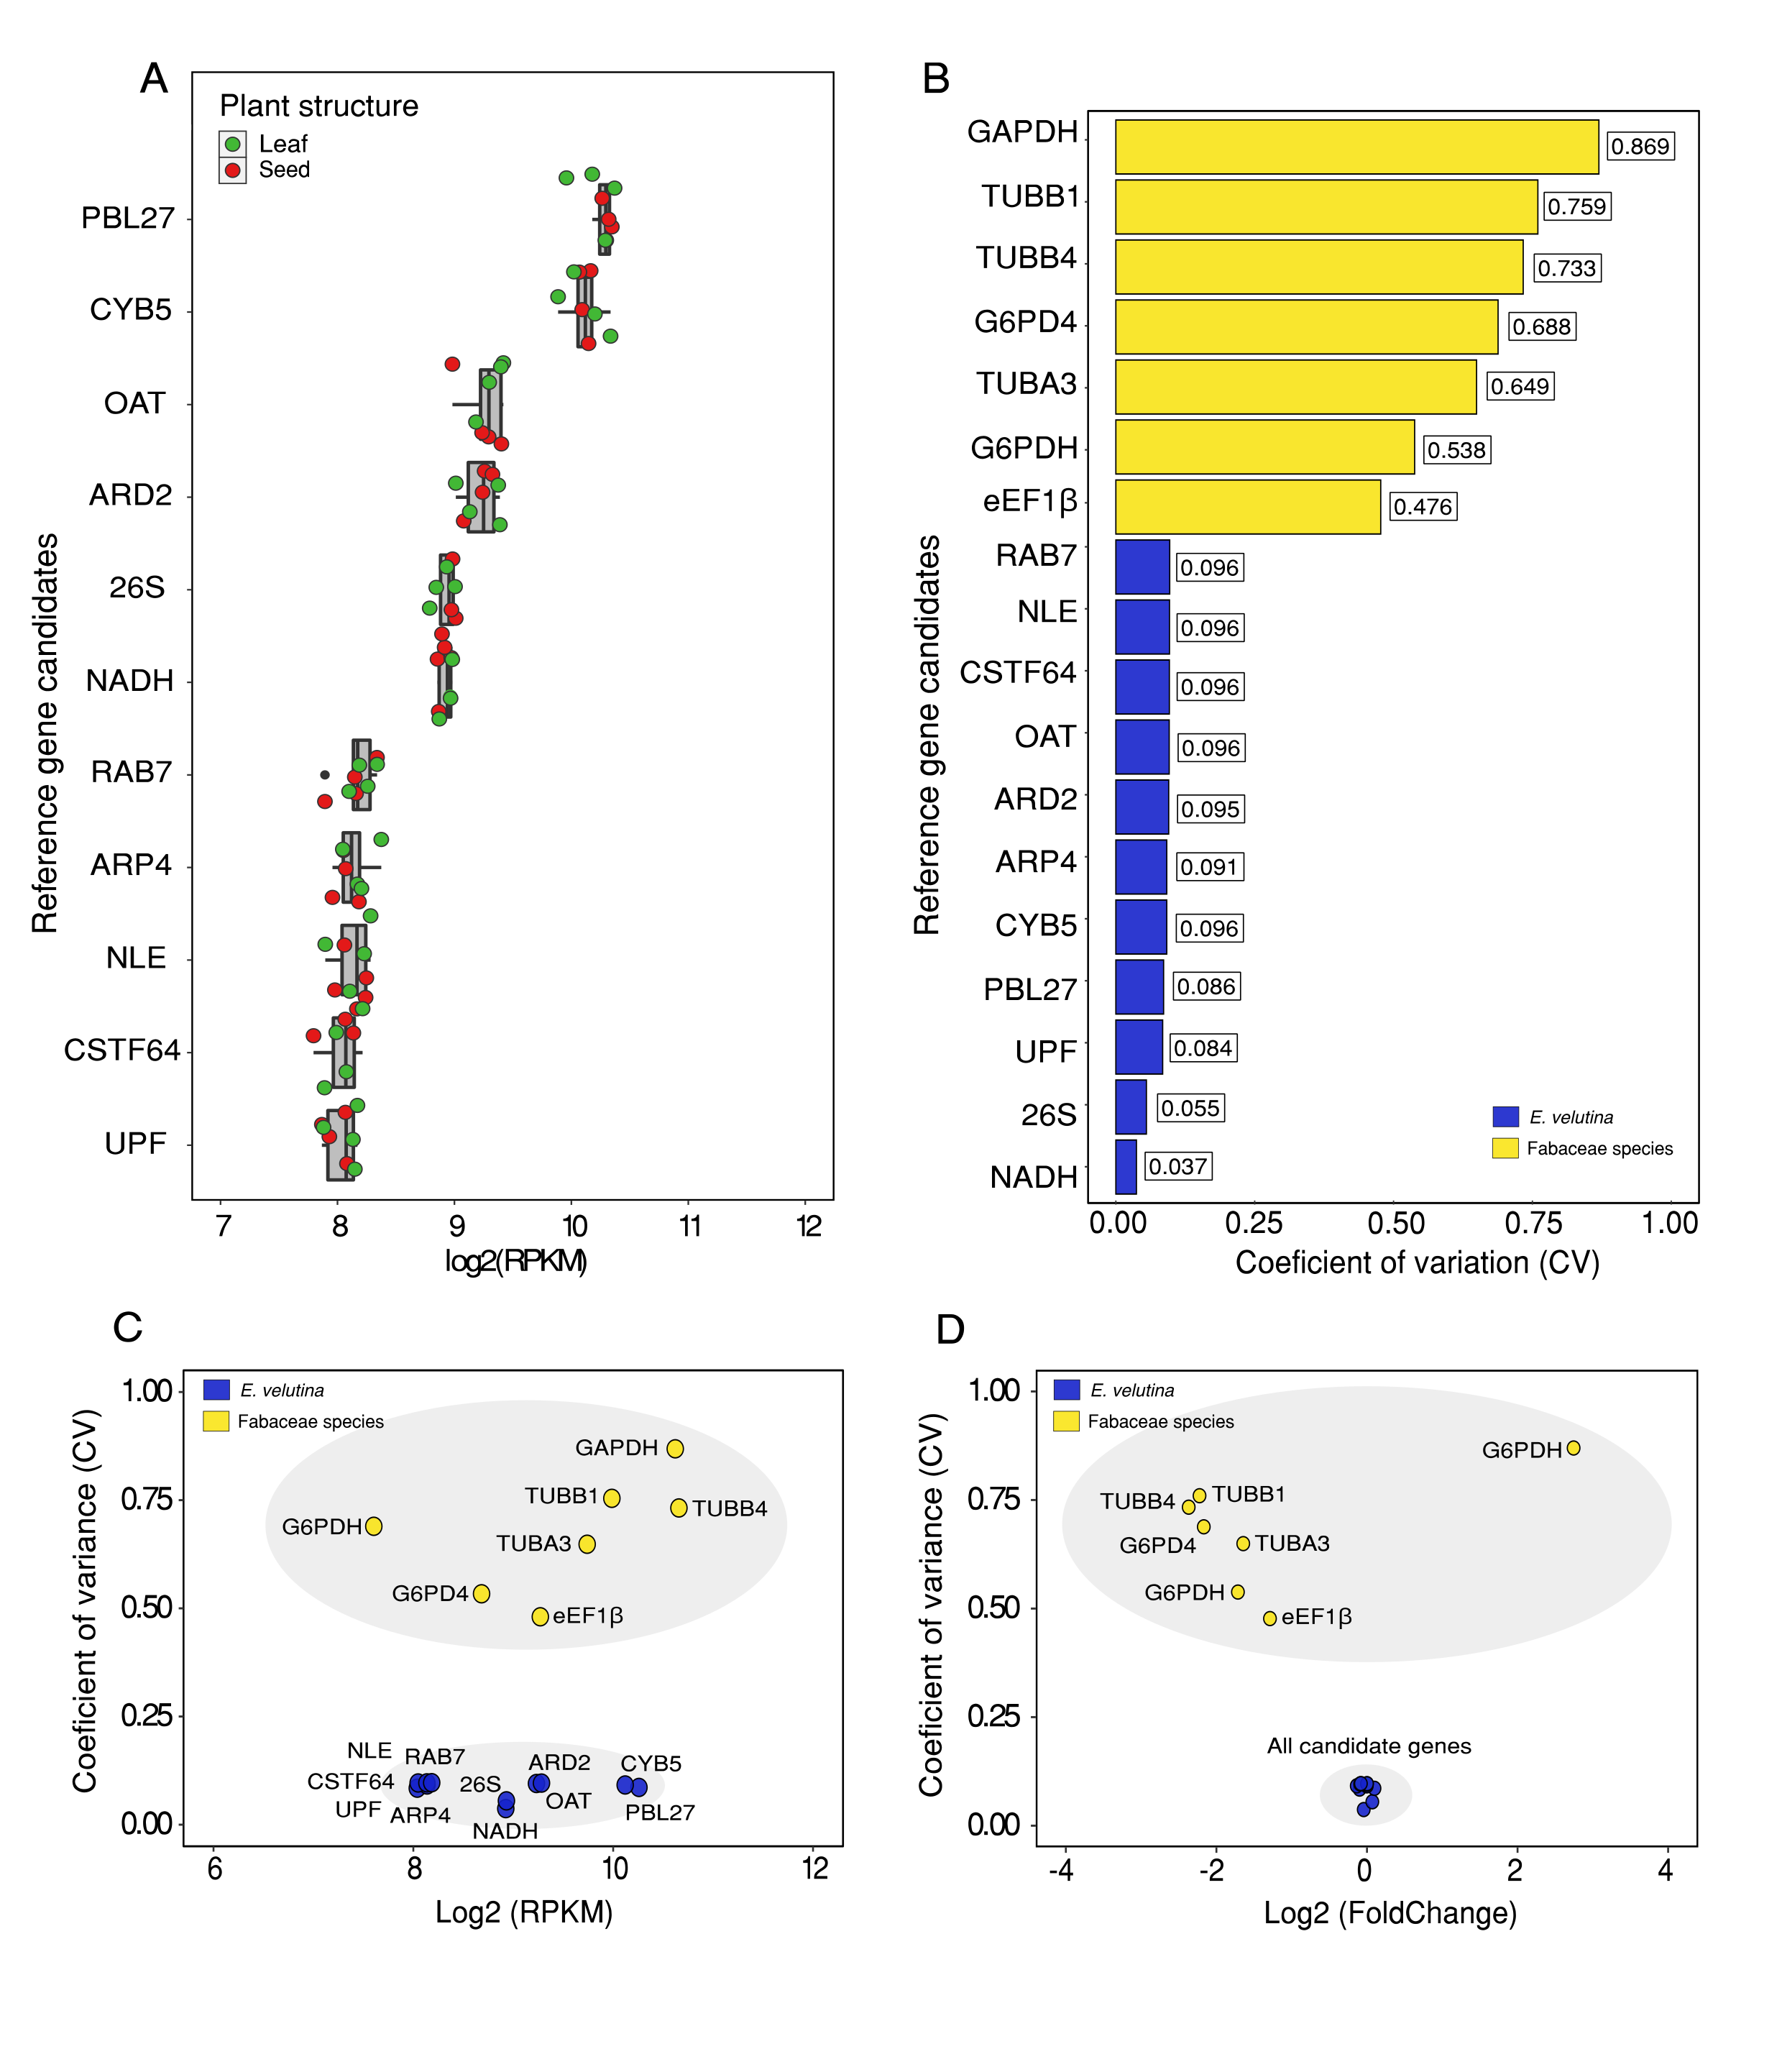 A
Plant structure
Leaf
Seed
Reference gene candidates
PBL27
CYB5
OAT
ARD2
26S
NADH
RAB7
ARP4
NLE
CSTF64
UPF
7 8 9 10 11 12
log2(RPKM)
B
Reference gene candidates
GAPDH 0.869
TUBB1 0.759
TUBB4 0.733
G6PD4 0.688
TUBA3 0.649
G6PDH 0.538
eEF1β 0.476
RAB7 0.096
NLE 0.096
CSTF64 0.096
OAT 0.096
ARD2 0.095
ARP4 0.091
CYB5 0.096
PBL27 0.086
UPF 0.084
26S 0.055
NADH 0.037
E. velutina
Fabaceae species
0.00 0.25 0.50 0.75 1.00
Coeficient of variation (CV)
C
Coeficient of variance (CV)
1.00
0.75
0.50
0.25
0.00
E. velutina
Fabaceae species
GAPDH
TUBB1
TUBB4
G6PDH
TUBA3
G6PD4
eEF1β
NLE RAB7 ARD2 CYB5
CSTF64 26S
OAT
UPF ARP4 PBL27
NADH
6 8 10 12
Log2 (RPKM)
D
Coeficient of variance (CV)
1.00
0.75
0.50
0.25
0.00
E. velutina
Fabaceae species
G6PDH
TUBB4 TUBB1
G6PD4 TUBA3
G6PDH
eEF1β
All candidate genes
-4 -2 0 2 4
Log2 (FoldChange)